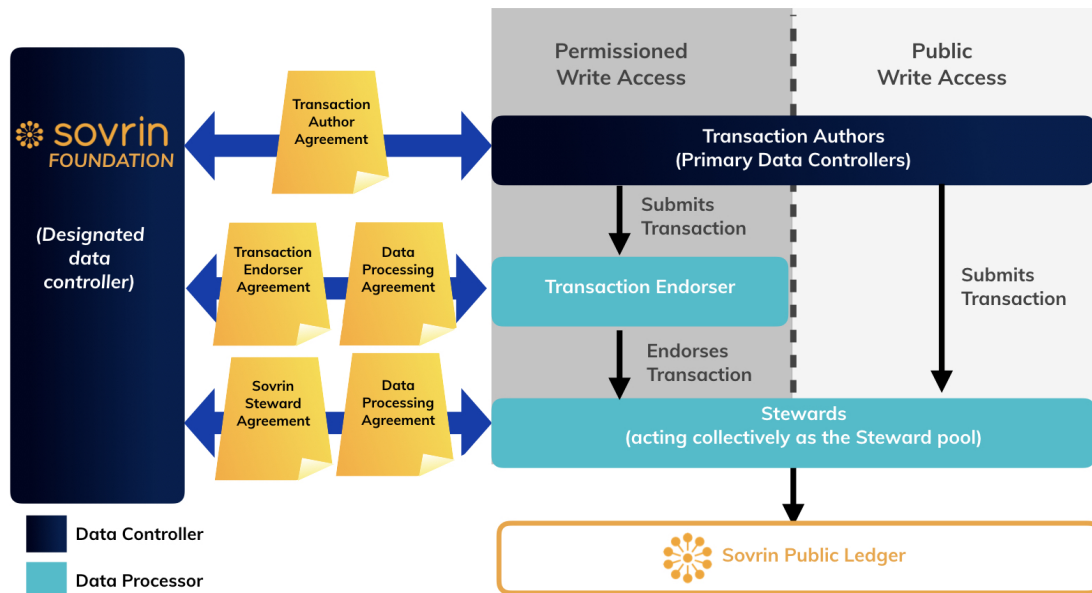 Permissioned
Write Access
Public
Write Access
sovrin
FOUNDATION
(Designated
data
controller)
Transaction
Author
Agreement
Transaction Authors
(Primary Data Controllers)
Submits
Transaction
Transaction
Endorser
Agreement
Data
Processing
Agreement
Transaction Endorser
Submits
Transaction
Endorses
Transaction
Sovrin
Steward
Agreement
Data
Processing
Agreement
Stewards
(acting collectively as the Steward pool)
Data Controller
Data Processor
Sovrin Public Ledger